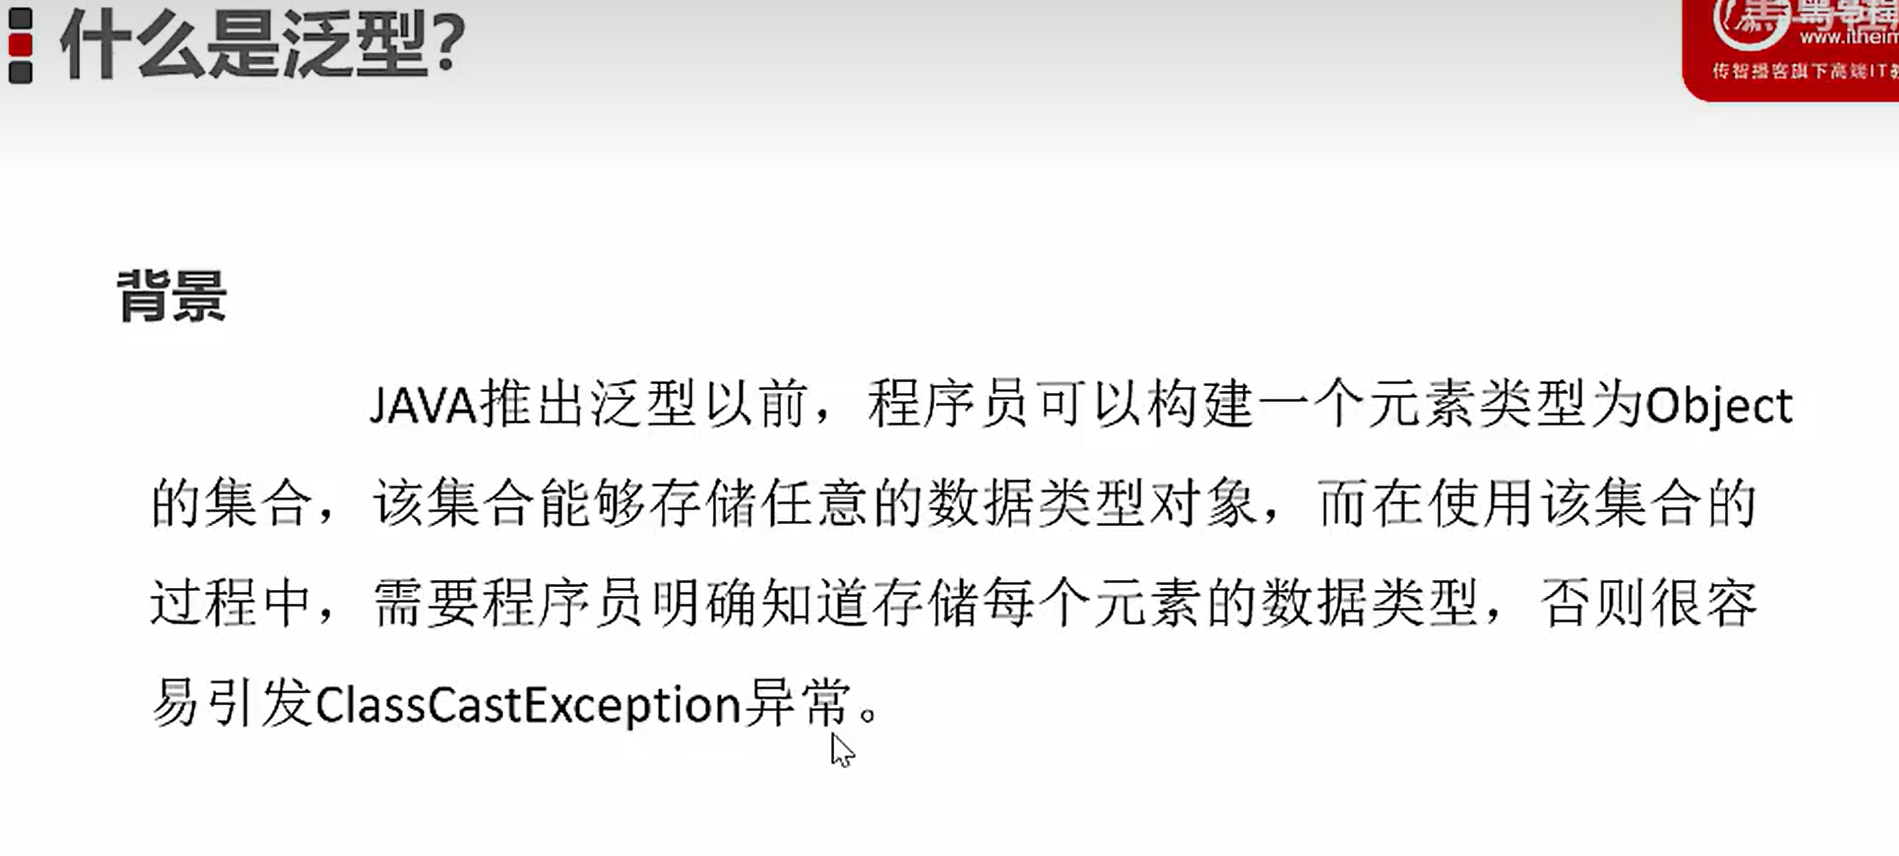 什么是泛型?
www.itheim
传智播客旗下高端IT教
背景
JAVA推出泛型以前，程序员可以构建一个元素类型为Object
的集合，该集合能够存储任意的数据类型对象，而在使用该集合的
过程中，需要程序员明确知道存储每个元素的数据类型，否则很容
易引发ClassCastException异常。